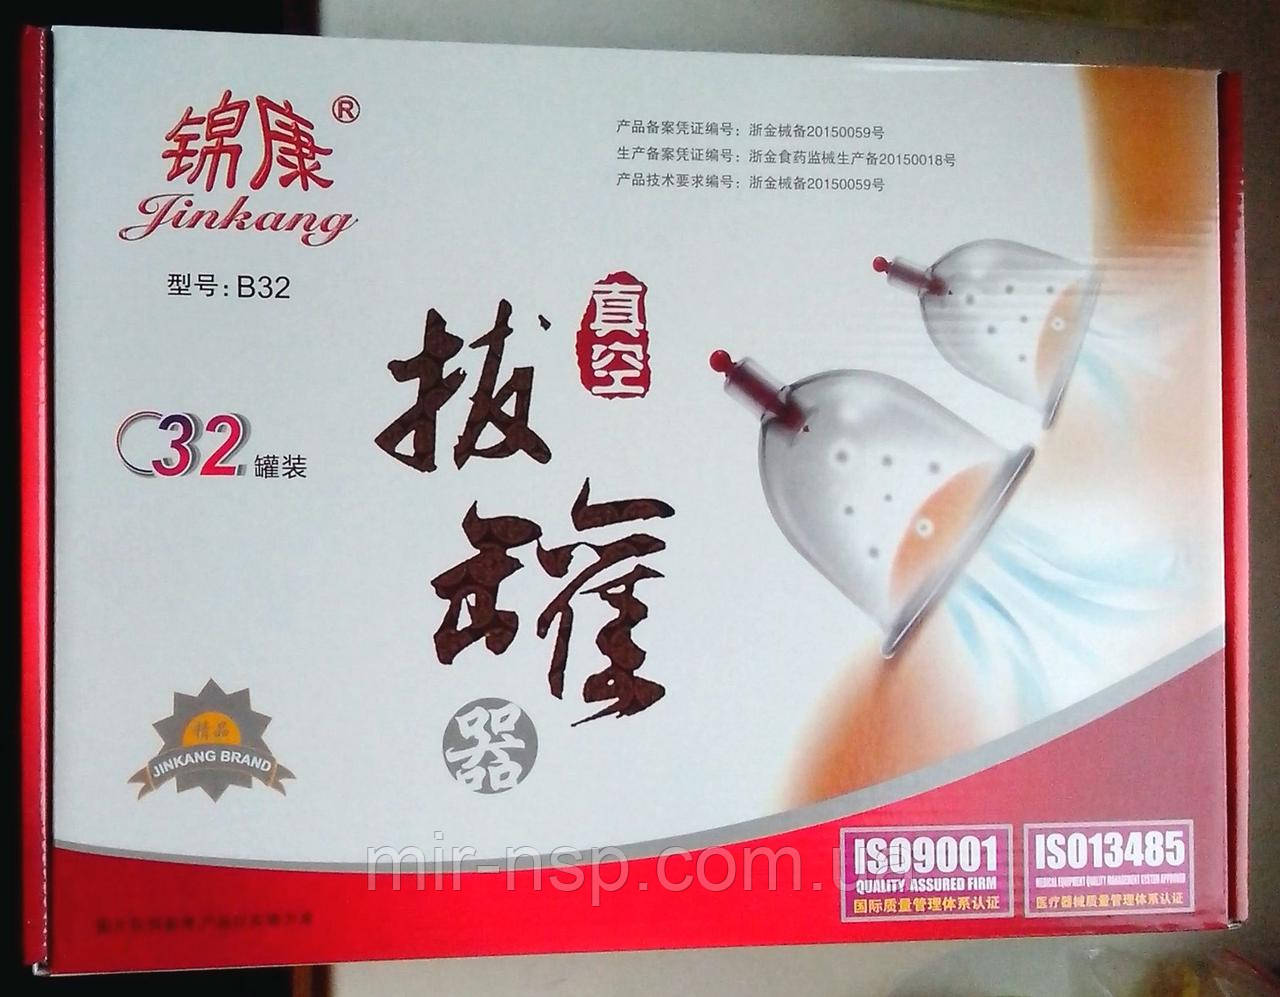 锦康®
Jinkang
型号: B32
产品备案凭证编号: 浙金械备20150059号
生产备案凭证编号: 浙金食药监械生产备20150018号
产品技术要求编号: 浙金械备20150059号
真空
拔罐
器
32罐装
精品
JINKANG BRAND
mir-nsp.com.ua
ISO9001
QUALITY ASSURED FIRM
国际质量管理体系认证
ISO13485
MEDICAL EQUIPMENT QUALITY MANAGEMENT SYSTEM APPROVED
医疗器械质量管理体系认证